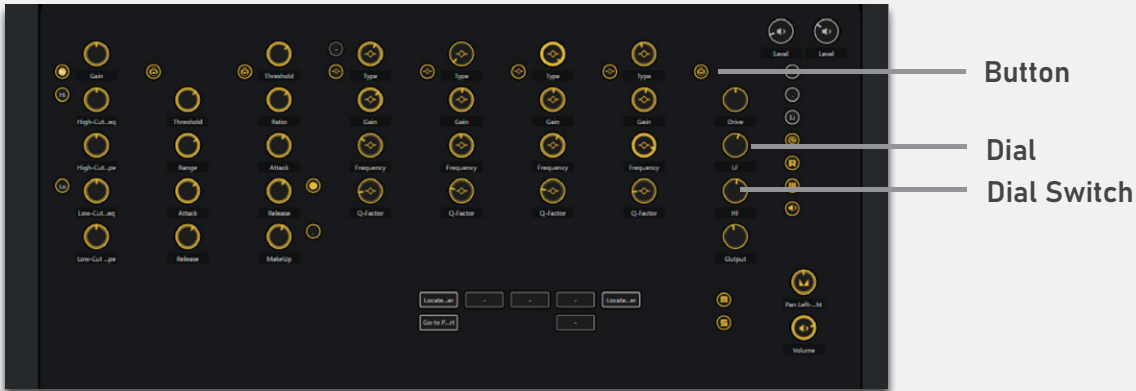 Level Level
Gain Threshold Type Type Type Type
Button
Hi
High-Cut...eq Threshold Ratio Gain Gain Gain Gain Drive
Li
Dial
High-Cut...pe Range Attack Frequency Frequency Frequency Frequency LF
R
Dial Switch
Lo
Low-Cut...eq Attack Release Q-Factor Q-Factor Q-Factor Q-Factor HF
Low-Cut ...pe Release MakeUp Output
Locate...er - - - Locate...er M Pan Left-...ht
Go to P...rt - S
Volume